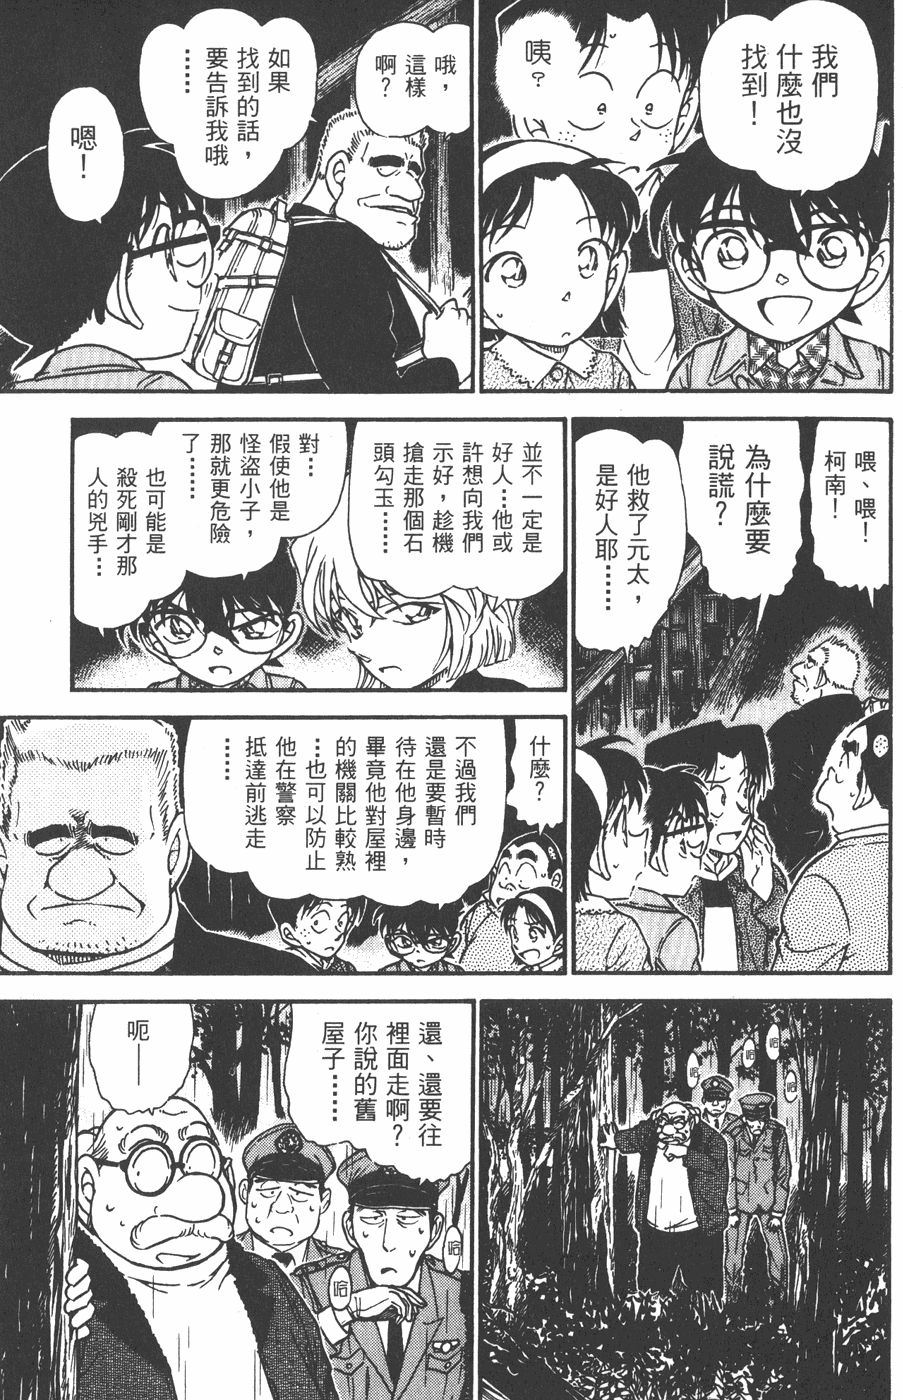 我們
什麼也沒
找到！
咦？
哦，
這樣
啊？
如果
找到的話，
要告訴我哦
……
嗯！
喂、喂！
柯南！
為什麼要
說謊？
他救了元太，
是好人耶……
並不一定是
好人…他或
許想向我們
示好，趁機
搶走那個石
頭勾玉……
對…
假使他是
怪盜小子，
那就更危險
了……
也可能是
殺死剛才那
人的兇手…
什麼？
不過我們
還是要暫時
待在他身邊，
畢竟他對屋裡
的機關比較熟
…也可以防止
他在警察
抵達前逃走
……
哈
哈
哈
哈
還、還要往
裡面走啊？
你說的舊
屋子……
哈
哈
呃—